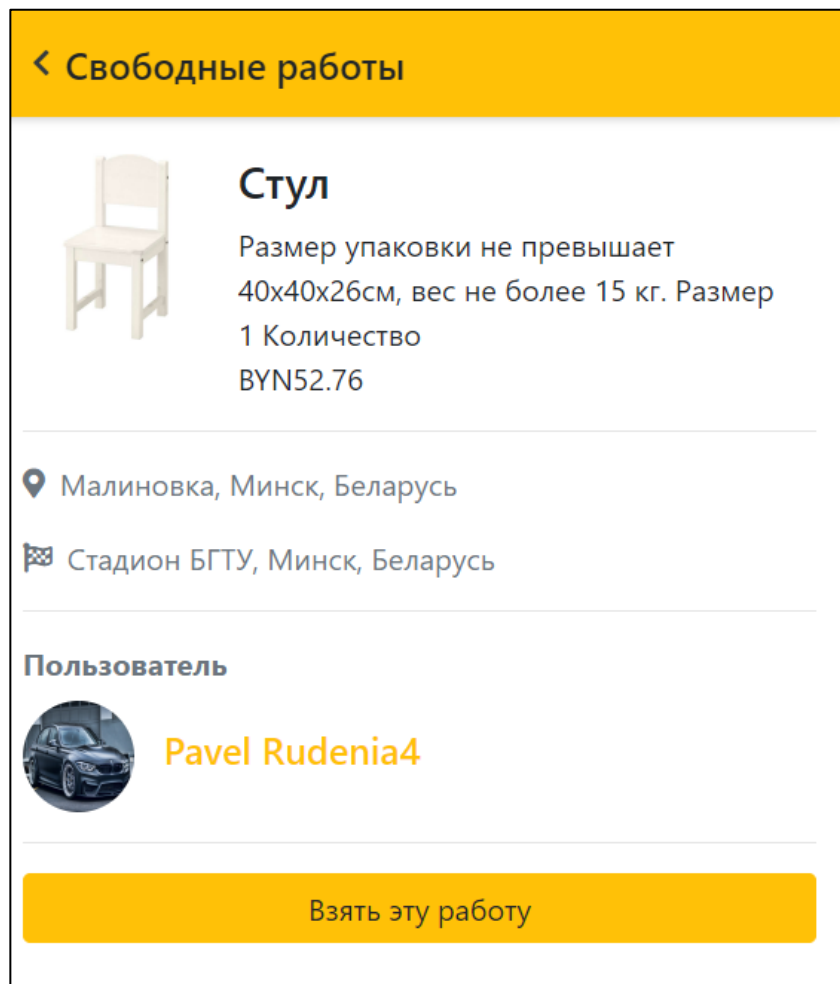 Свободные работы
Стул
Размер упаковки не превышает
40x40x26см, вес не более 15 кг. Размер
1 Количество
BYN52.76
Малиновка, Минск, Беларусь
Стадион БГТУ, Минск, Беларусь
Пользователь
Pavel Rudenia4
Взять эту работу